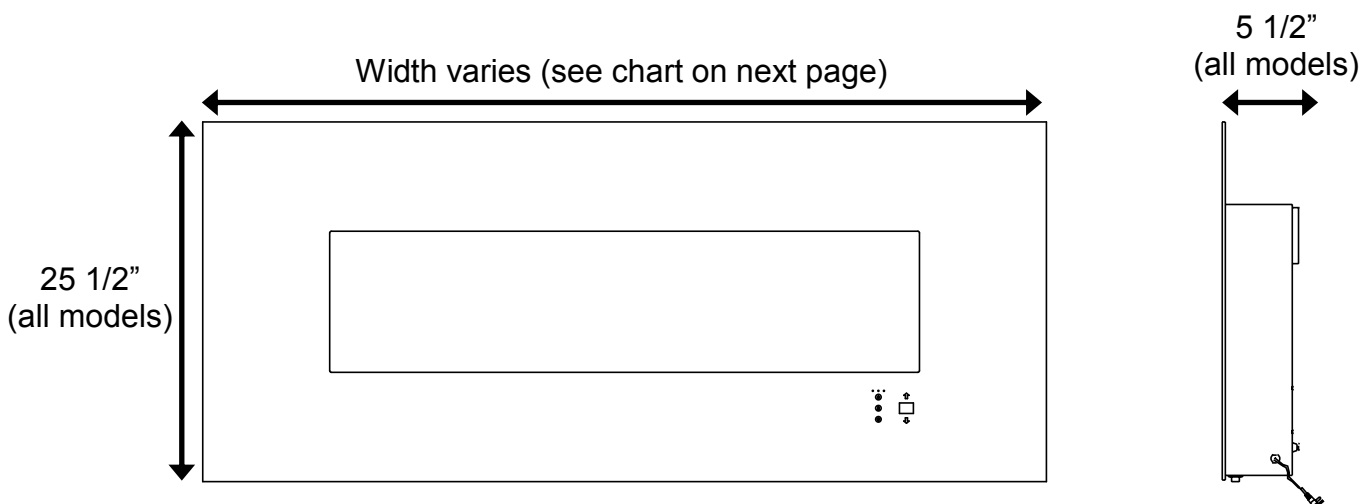 5 1/2”
(all models)
Width varies (see chart on next page)
25 1/2”
(all models)